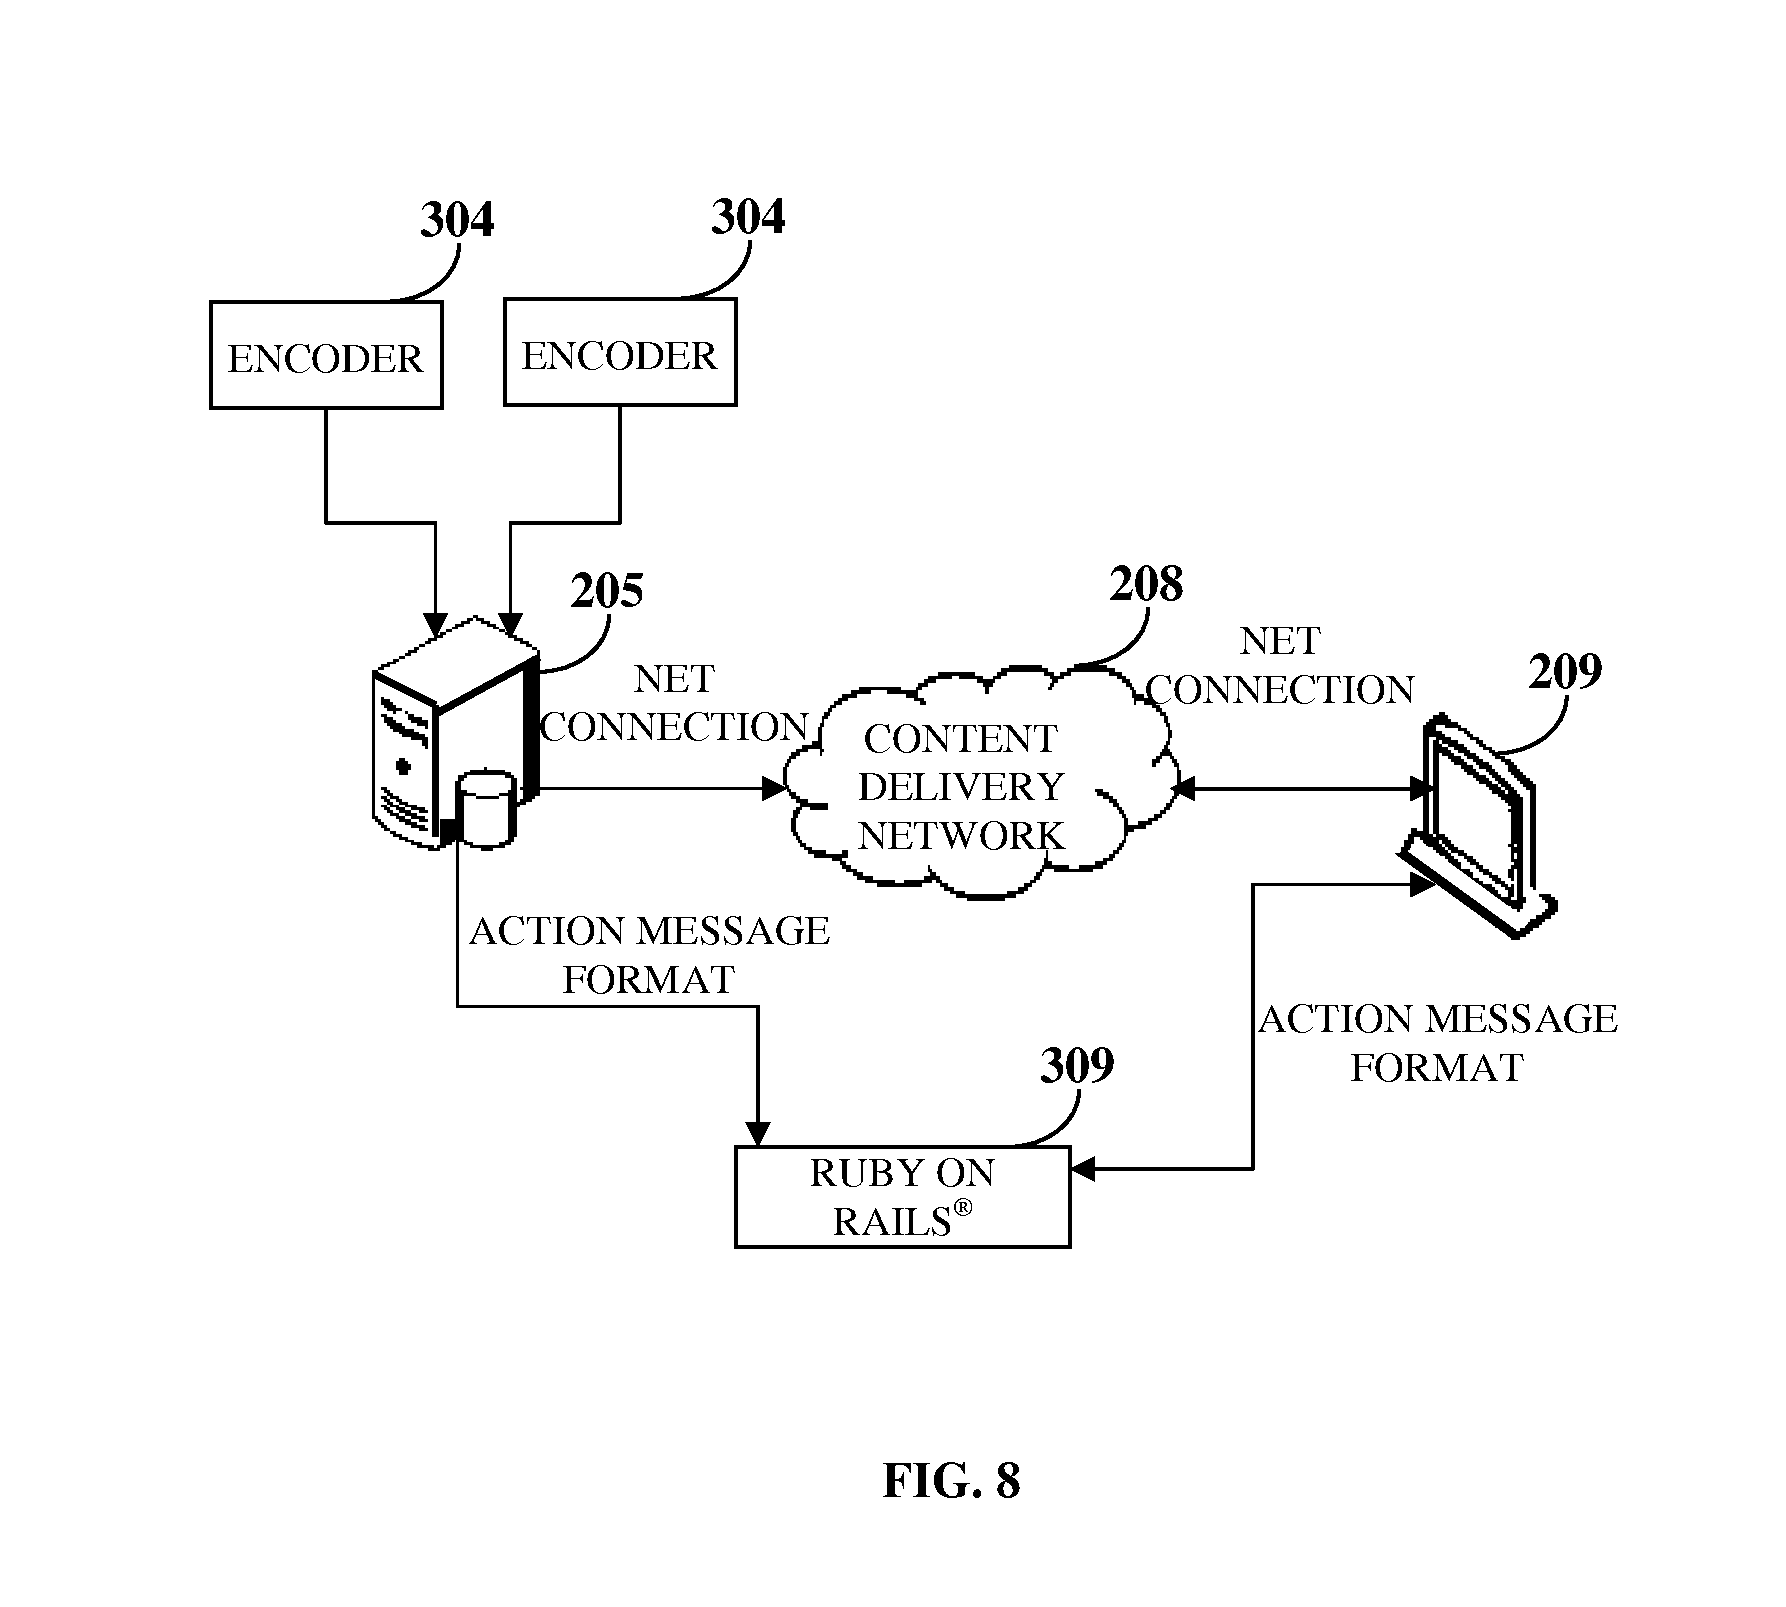 304
304
ENCODER
ENCODER
205
208
209
NET
CONNECTION
NET
CONNECTION
CONTENT
DELIVERY
NETWORK
ACTION MESSAGE
FORMAT
ACTION MESSAGE
FORMAT
309
RUBY ON
RAILS®
FIG. 8